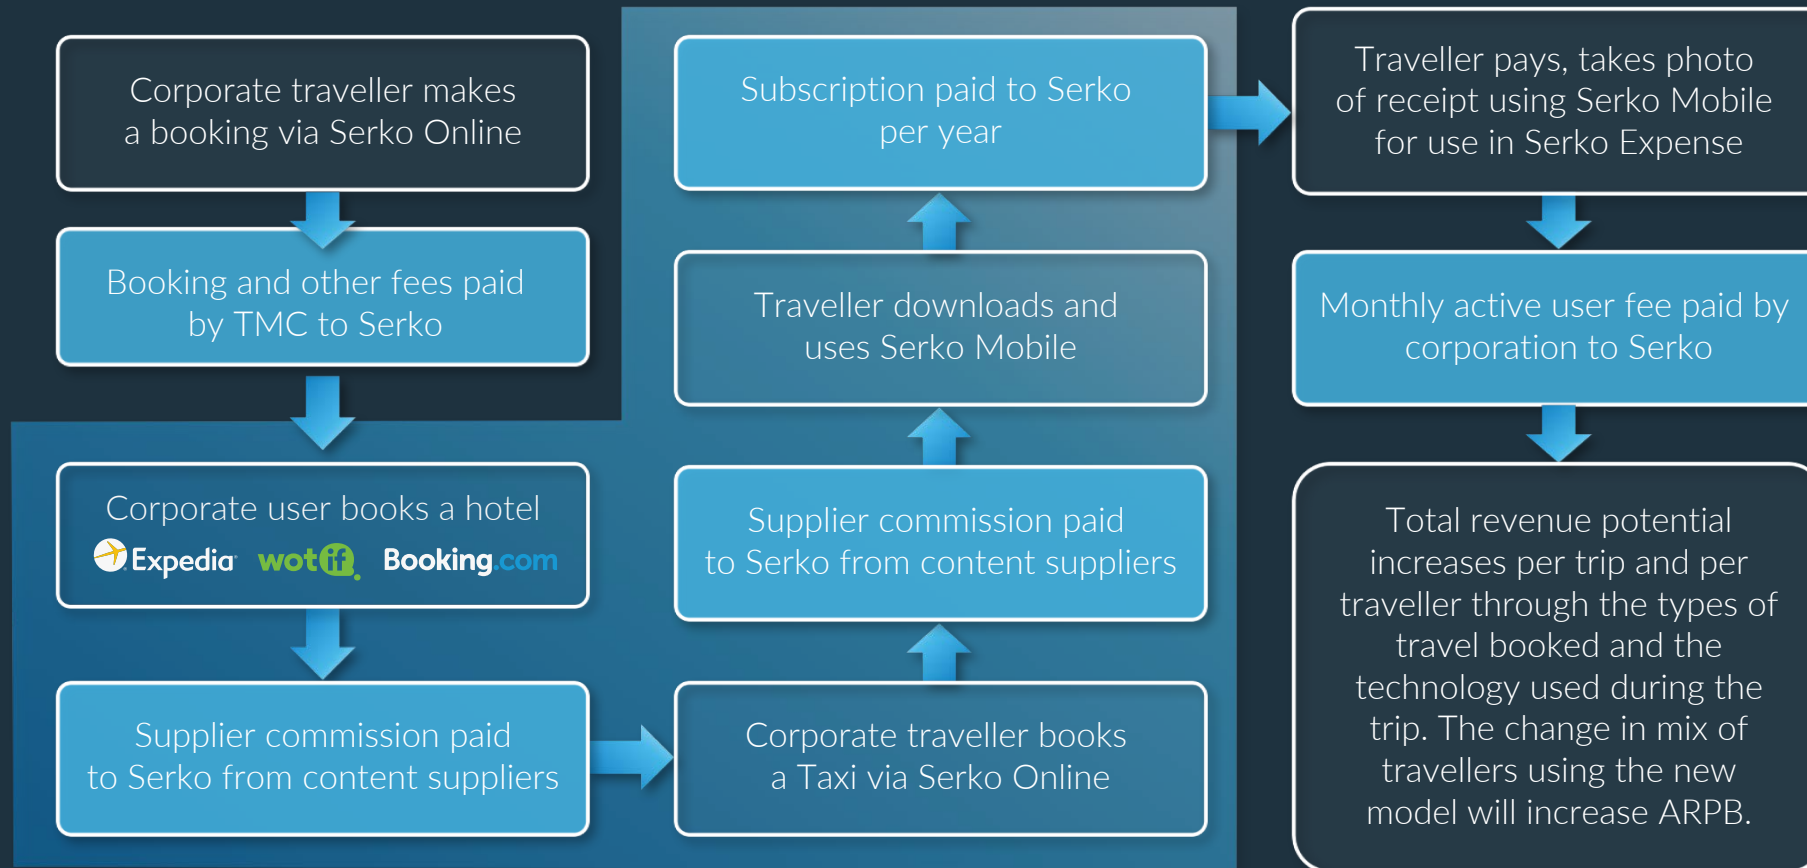 Corporate traveller makes
a booking via Serko Online
Booking and other fees paid
by TMC to Serko
Corporate user books a hotel
Expedia wotif. Booking.com
Supplier commission paid
to Serko from content suppliers
Corporate traveller books
a Taxi via Serko Online
Supplier commission paid
to Serko from content suppliers
Traveller downloads and
uses Serko Mobile
Subscription paid to Serko
per year
Traveller pays, takes photo
of receipt using Serko Mobile
for use in Serko Expense
Monthly active user fee paid by
corporation to Serko
Total revenue potential
increases per trip and per
traveller through the types of
travel booked and the
technology used during the
trip. The change in mix of
travellers using the new
model will increase ARPB.